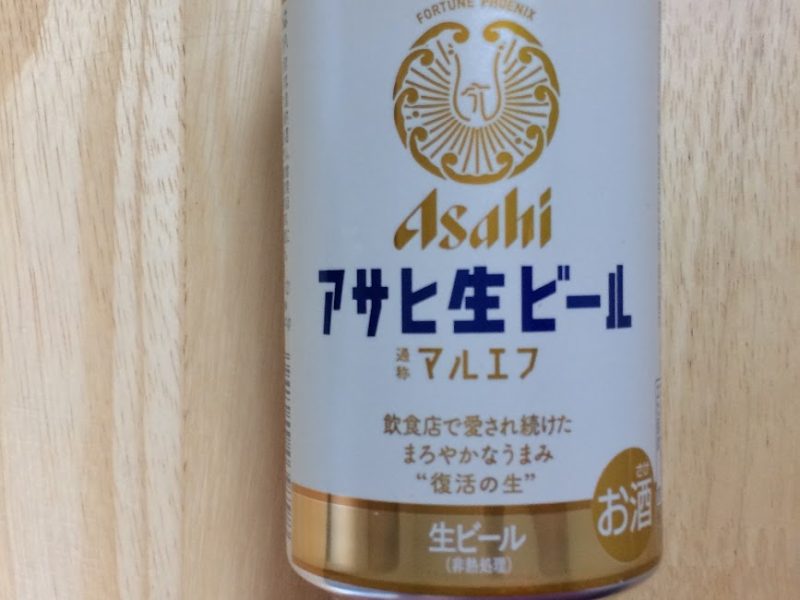 FORTUNE PHOENIX
Asahi
アサヒ生ビール
通称 マルエフ
飲食店で愛され続けた
まろやかなうまみ
“復活の生”
さけ
お酒
生ビール
(非熱処理)